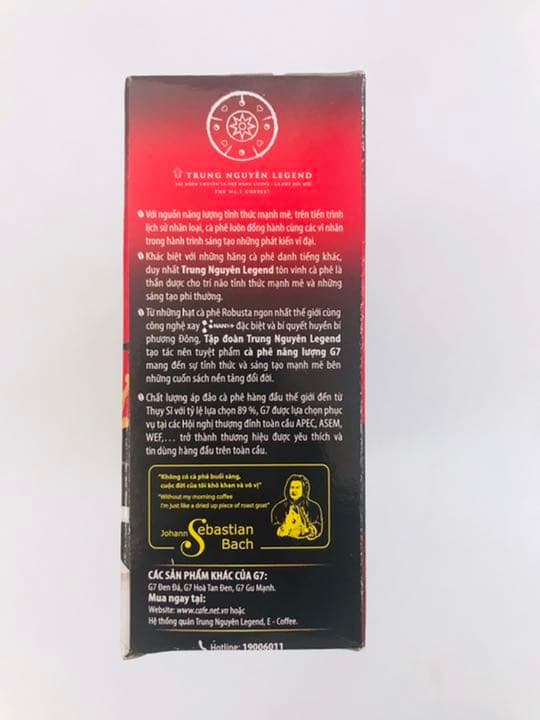 TRUNG NGUYÊN LEGEND
THE NO.1 COFFEE!
Với nguồn năng lượng tỉnh thức mạnh mẽ, trên tiến trình
lịch sử nhân loại, cà phê luôn đồng hành cùng các vĩ nhân
trong hành trình sáng tạo những phát kiến vĩ đại.
Khác biệt với những hãng cà phê danh tiếng khác,
duy nhất Trung Nguyên Legend tôn vinh cà phê là
thần dược cho trí não tỉnh thức mạnh mẽ và những
sáng tạo phi thường.
Từ những hạt cà phê Robusta ngon nhất thế giới cùng
công nghệ xay NANO đặc biệt và bí quyết huyền bí
phương Đông, Tập đoàn Trung Nguyên Legend
tạo tác nên tuyệt phẩm cà phê năng lượng G7
mang đến sự tỉnh thức và sáng tạo mạnh mẽ bên
những cuốn sách nền tảng đổi đời.
Chất lượng áp đảo cà phê hàng đầu thế giới đến từ
Thụy Sĩ với tỷ lệ lựa chọn 89 %, G7 được lựa chọn phục
vụ tại các Hội nghị thượng đỉnh toàn cầu APEC, ASEM,
WEF,… trở thành thương hiệu được yêu thích và
tin dùng hàng đầu trên toàn cầu.
"Không có cà phê buổi sáng,
cuộc đời của tôi khô khan và vô vị"
"Without my morning coffee
I'm just like a dried up piece of roast goat"
Johann Sebastian
Bach
CÁC SẢN PHẨM KHÁC CỦA G7:
G7 Đen Đá, G7 Hoà Tan Đen, G7 Gu Mạnh.
Mua ngay tại:
Website: www.cafe.net.vn hoặc
Hệ thống quán Trung Nguyên Legend, E - Coffee.
Hotline: 19006011